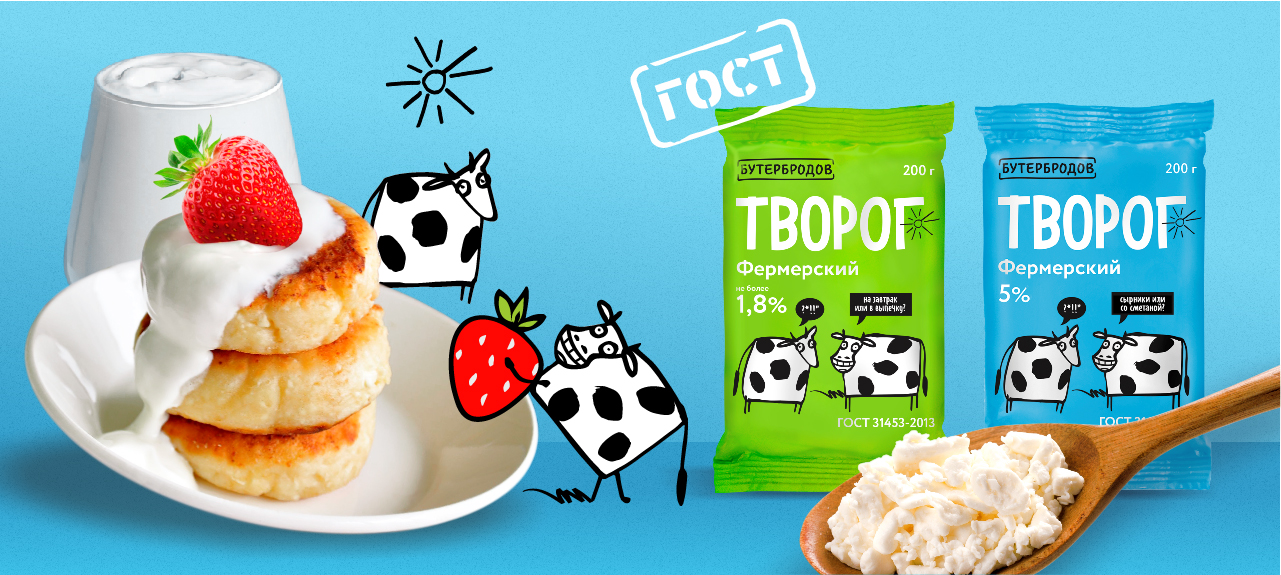 ГОСТ
БУТЕРБРОДОВ
200 г
ТВОРОГ
Фермерский
не более
1,8%
?*!!*
на завтрак
или в выпечку?
ГОСТ 31453-2013
БУТЕРБРОДОВ
200 г
ТВОРОГ
Фермерский
5%
?*!!*
сырники или
со сметаной?
ГОСТ